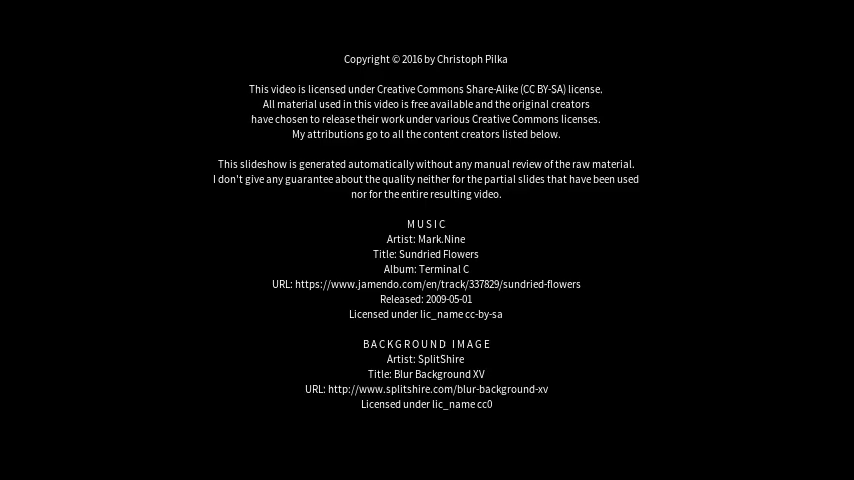 Copyright © 2016 by Christoph Pilka
This video is licensed under Creative Commons Share-Alike (CC BY-SA) license.
All material used in this video is free available and the original creators
have chosen to release their work under various Creative Commons licenses.
My attributions go to all the content creators listed below.
This slideshow is generated automatically without any manual review of the raw material.
I don't give any guarantee about the quality neither for the partial slides that have been used
nor for the entire resulting video.
MUSIC
Artist: Mark.Nine
Title: Sundried Flowers
Album: Terminal C
URL: https://www.jamendo.com/en/track/337829/sundried-flowers
Released: 2009-05-01
Licensed under lic_name cc-by-sa
BACKGROUND IMAGE
Artist: SplitShire
Title: Blur Background XV
URL: http://www.splitshire.com/blur-background-xv
Licensed under lic_name cc0